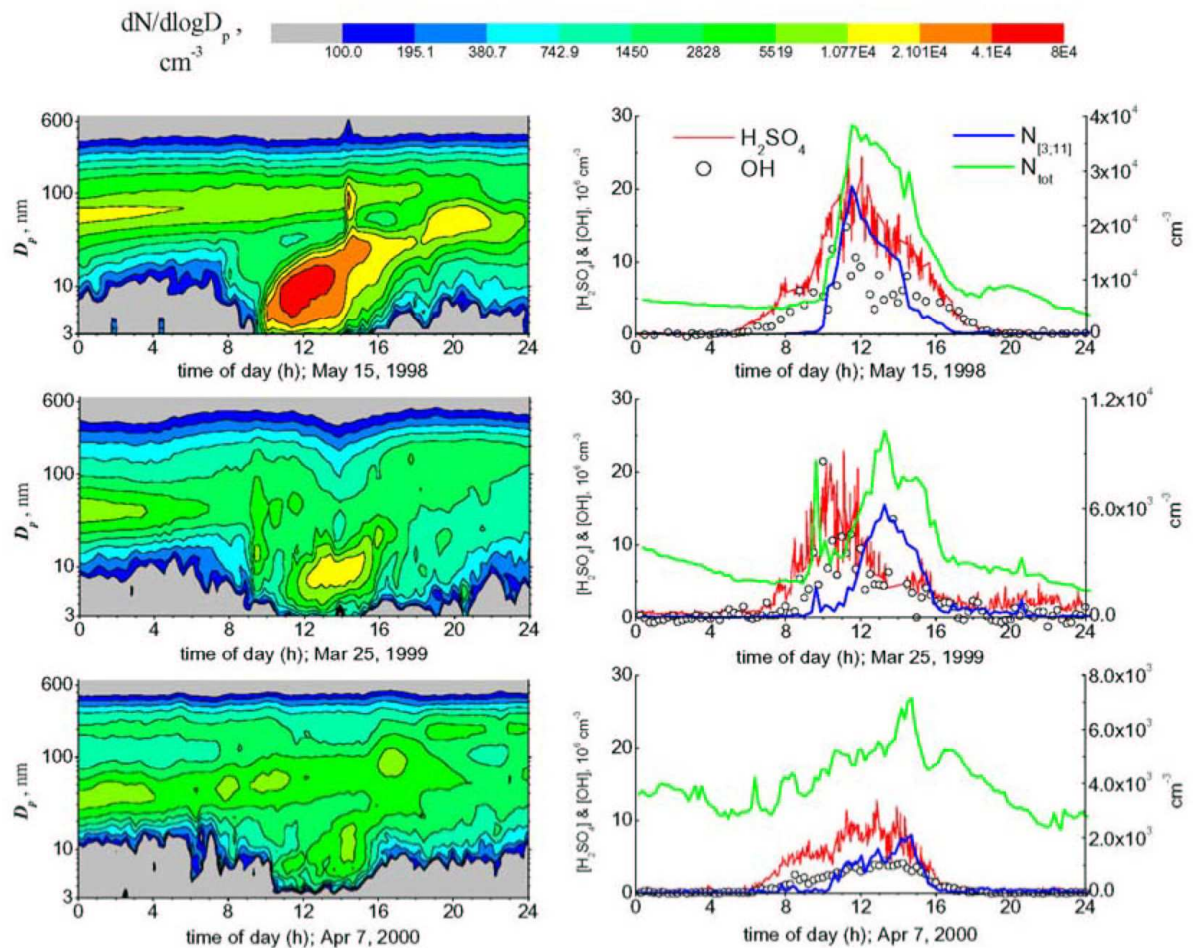 dN/dlogDp ,
cm-3
100.0 195.1 380.7 742.9 1450 2828 5519 1.077E4 2.101E4 4.1E4 8E4
600
100
10
3
Dp , nm
0 4 8 12 16 20 24
time of day (h); May 15, 1998
30
20
10
0
[H2SO4] & [OH], 10^6 cm-3
H2SO4
OH
N[3;11]
Ntot
4x10^4
3x10^4
2x10^4
1x10^4
0
cm-3
0 4 8 12 16 20 24
time of day (h); May 15, 1998
600
100
10
3
Dp , nm
0 4 8 12 16 20 24
time of day (h); Mar 25, 1999
30
20
10
0
[H2SO4] & [OH], 10^6 cm-3
1.2x10^4
6.0x10^3
0.0
cm-3
0 4 8 12 16 20 24
time of day (h); Mar 25, 1999
600
100
10
3
Dp , nm
0 4 8 12 16 20 24
time of day (h); Apr 7, 2000
30
20
10
0
[H2SO4] & [OH], 10^6 cm-3
8.0x10^3
6.0x10^3
4.0x10^3
2.0x10^3
0.0
cm-3
0 4 8 12 16 20 24
time of day (h); Apr 7, 2000